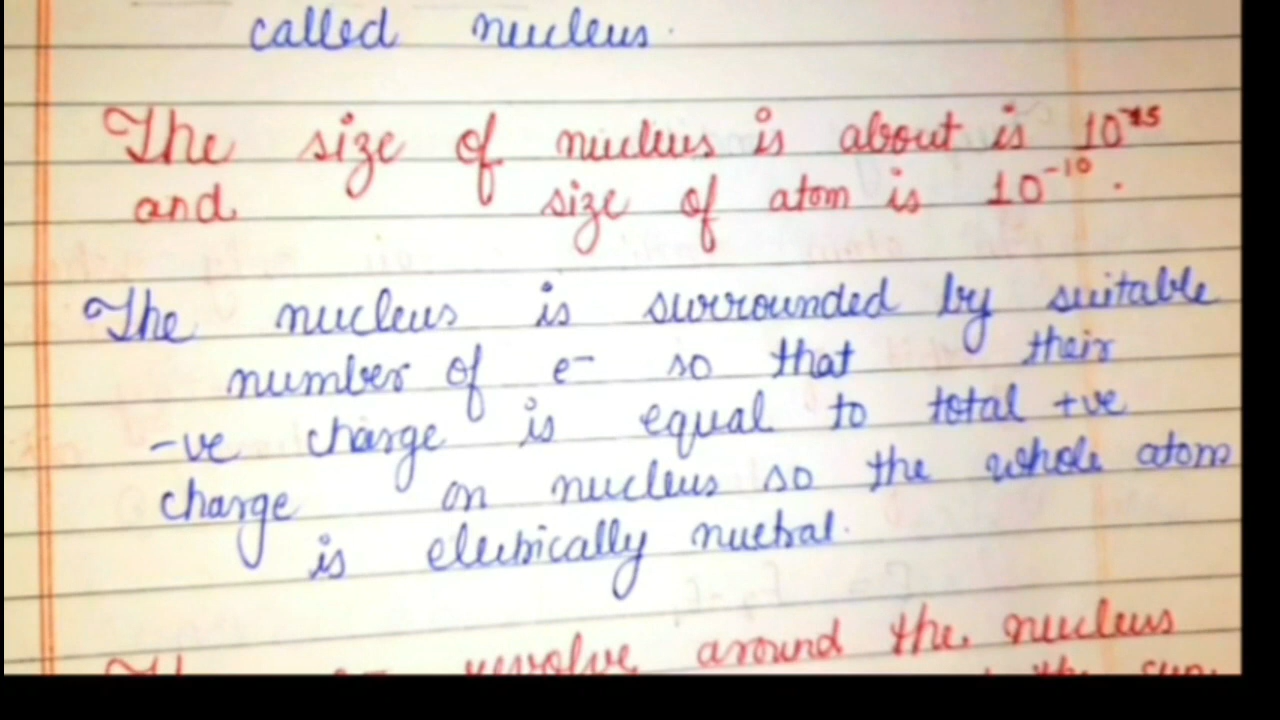 called nucleus.
The size of nucleus is about is 10
and size of atom is 10⁻¹⁰.
The nucleus is surrounded by suitable
number of e⁻ so that their
-ve charge is equal to total +ve
charge on nucleus so the whole atom
is electrically nuetral.
revolve around the nucleus
the sun.